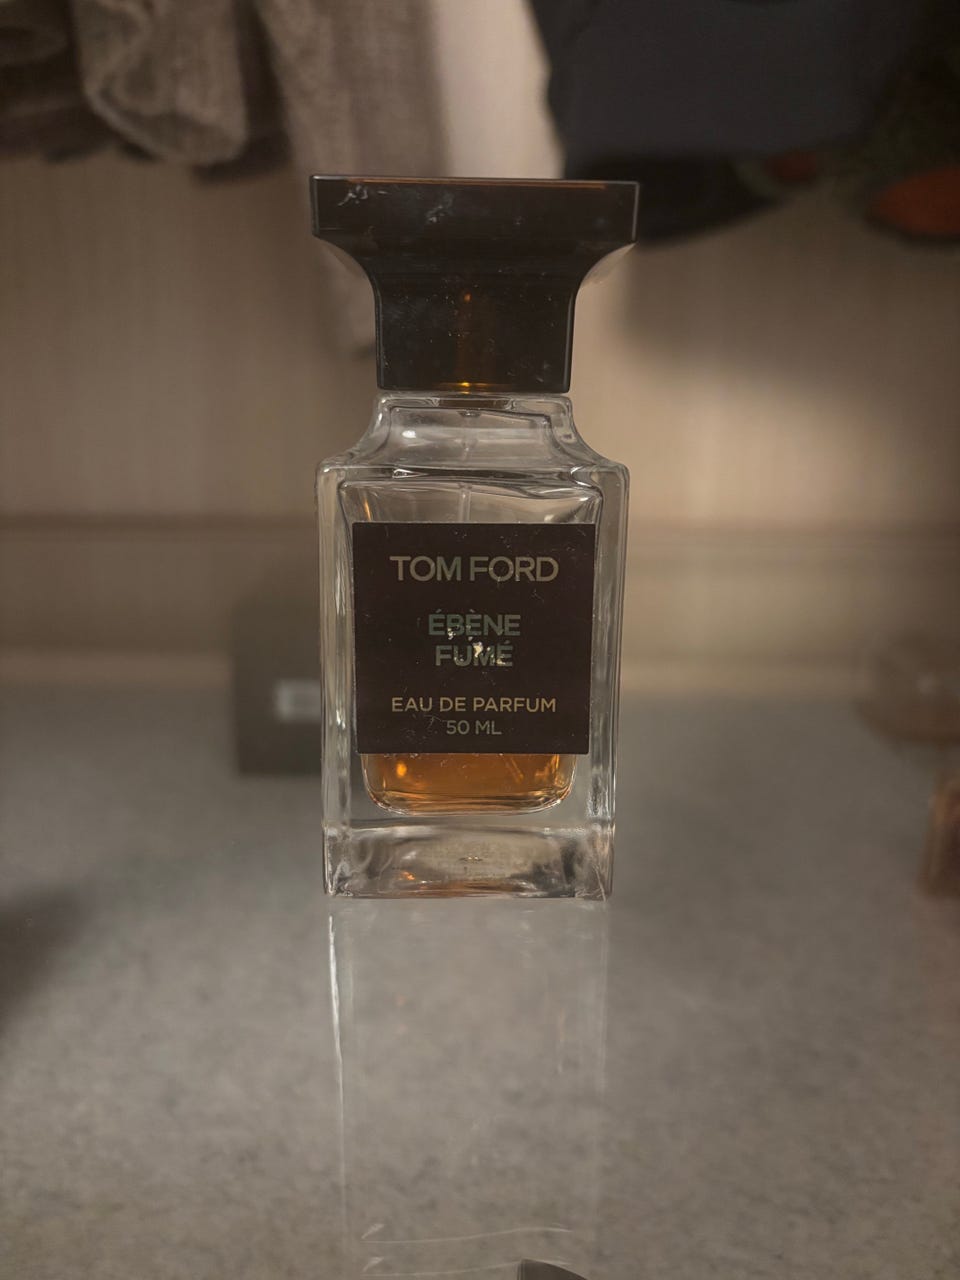 TOM FORD
ÉBÈNE
FUMÉ
EAU DE PARFUM
50 ML